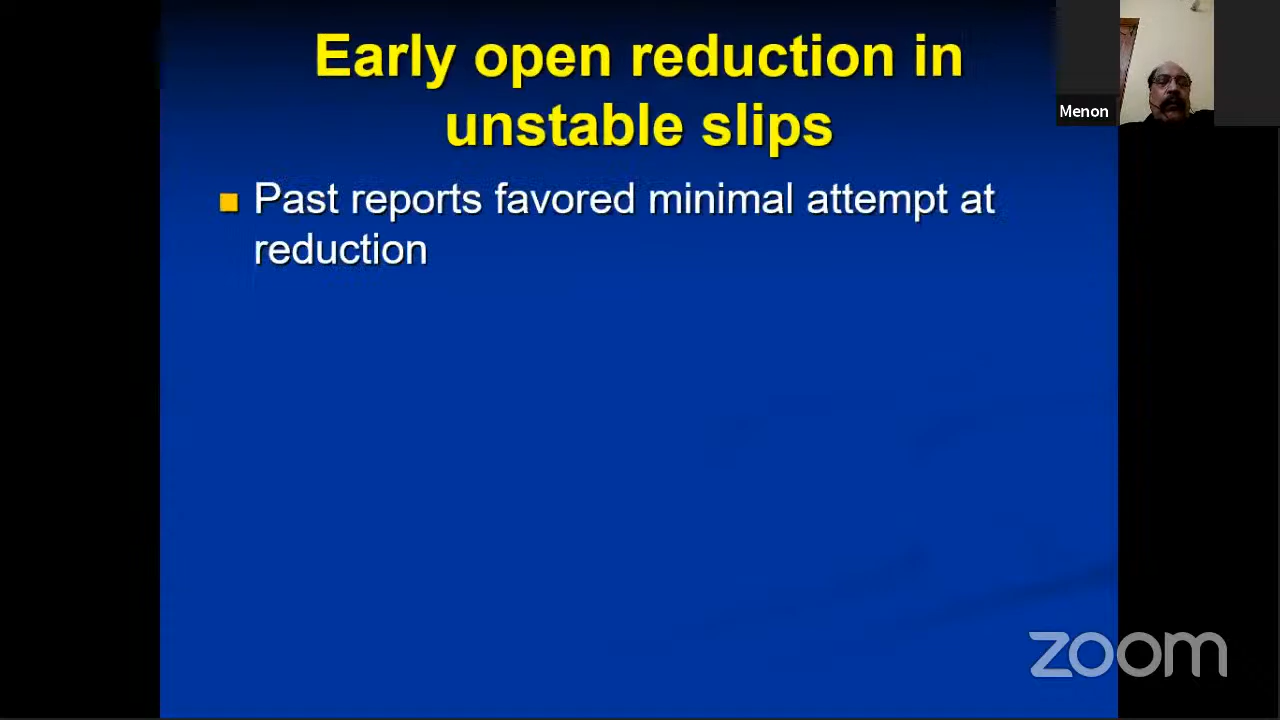 Early open reduction in
unstable slips
Past reports favored minimal attempt at
reduction
Menon
zoom